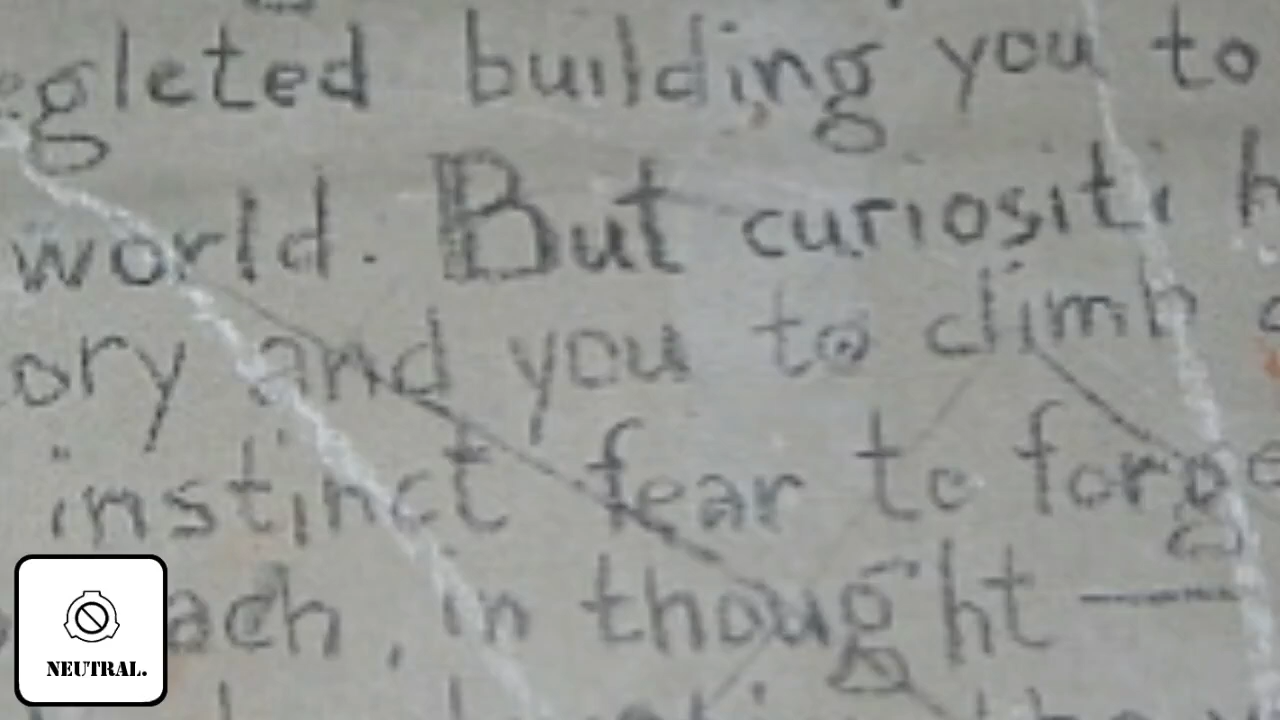 egleted building you to
world. But curiositi h
ory and you to climb
instinct fear to forge
ach, in thought —
NEUTRAL.